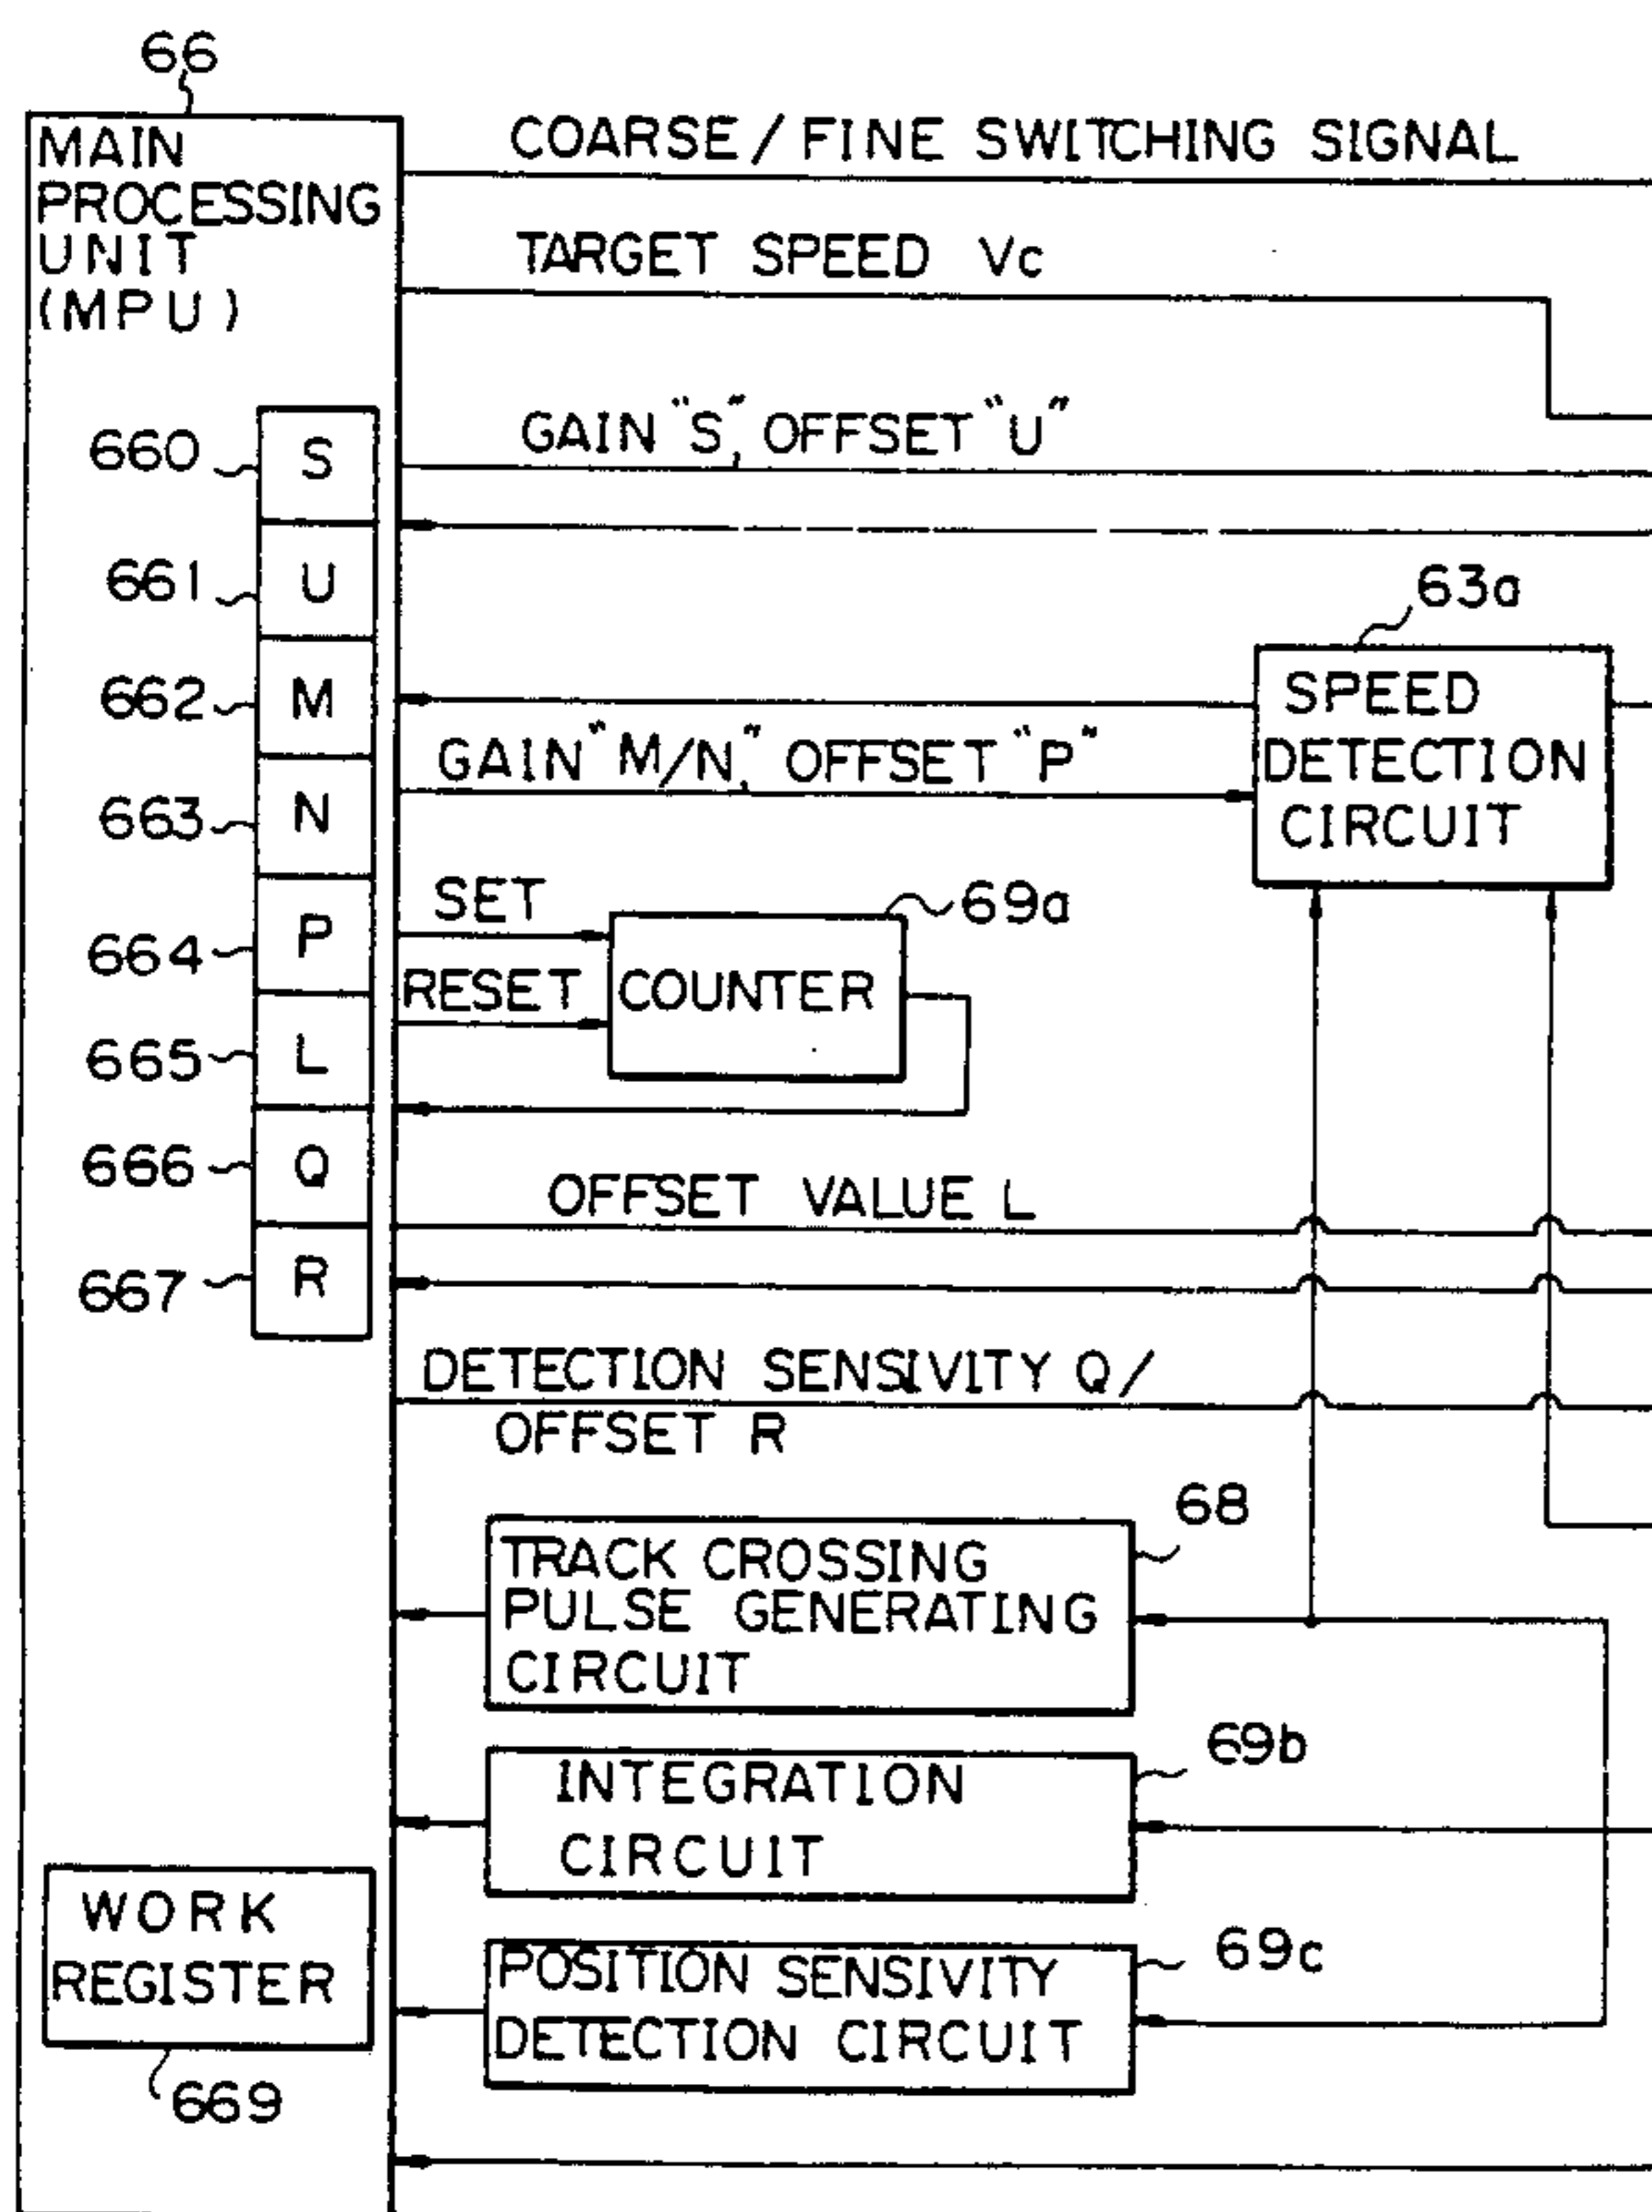 66
MAIN
PROCESSING
UNIT
(MPU)
COARSE/FINE SWITCHING SIGNAL
TARGET SPEED Vc
660
S
GAIN "S", OFFSET "U"
661
U
63a
662
M
SPEED
DETECTION
CIRCUIT
GAIN "M/N," OFFSET "P"
663
N
664
P
SET
69a
RESET
COUNTER
665
L
666
Q
OFFSET VALUE L
667
R
DETECTION SENSIVITY Q/
OFFSET R
68
TRACK CROSSING
PULSE GENERATING
CIRCUIT
69b
INTEGRATION
CIRCUIT
WORK
REGISTER
69c
POSITION SENSIVITY
DETECTION CIRCUIT
669